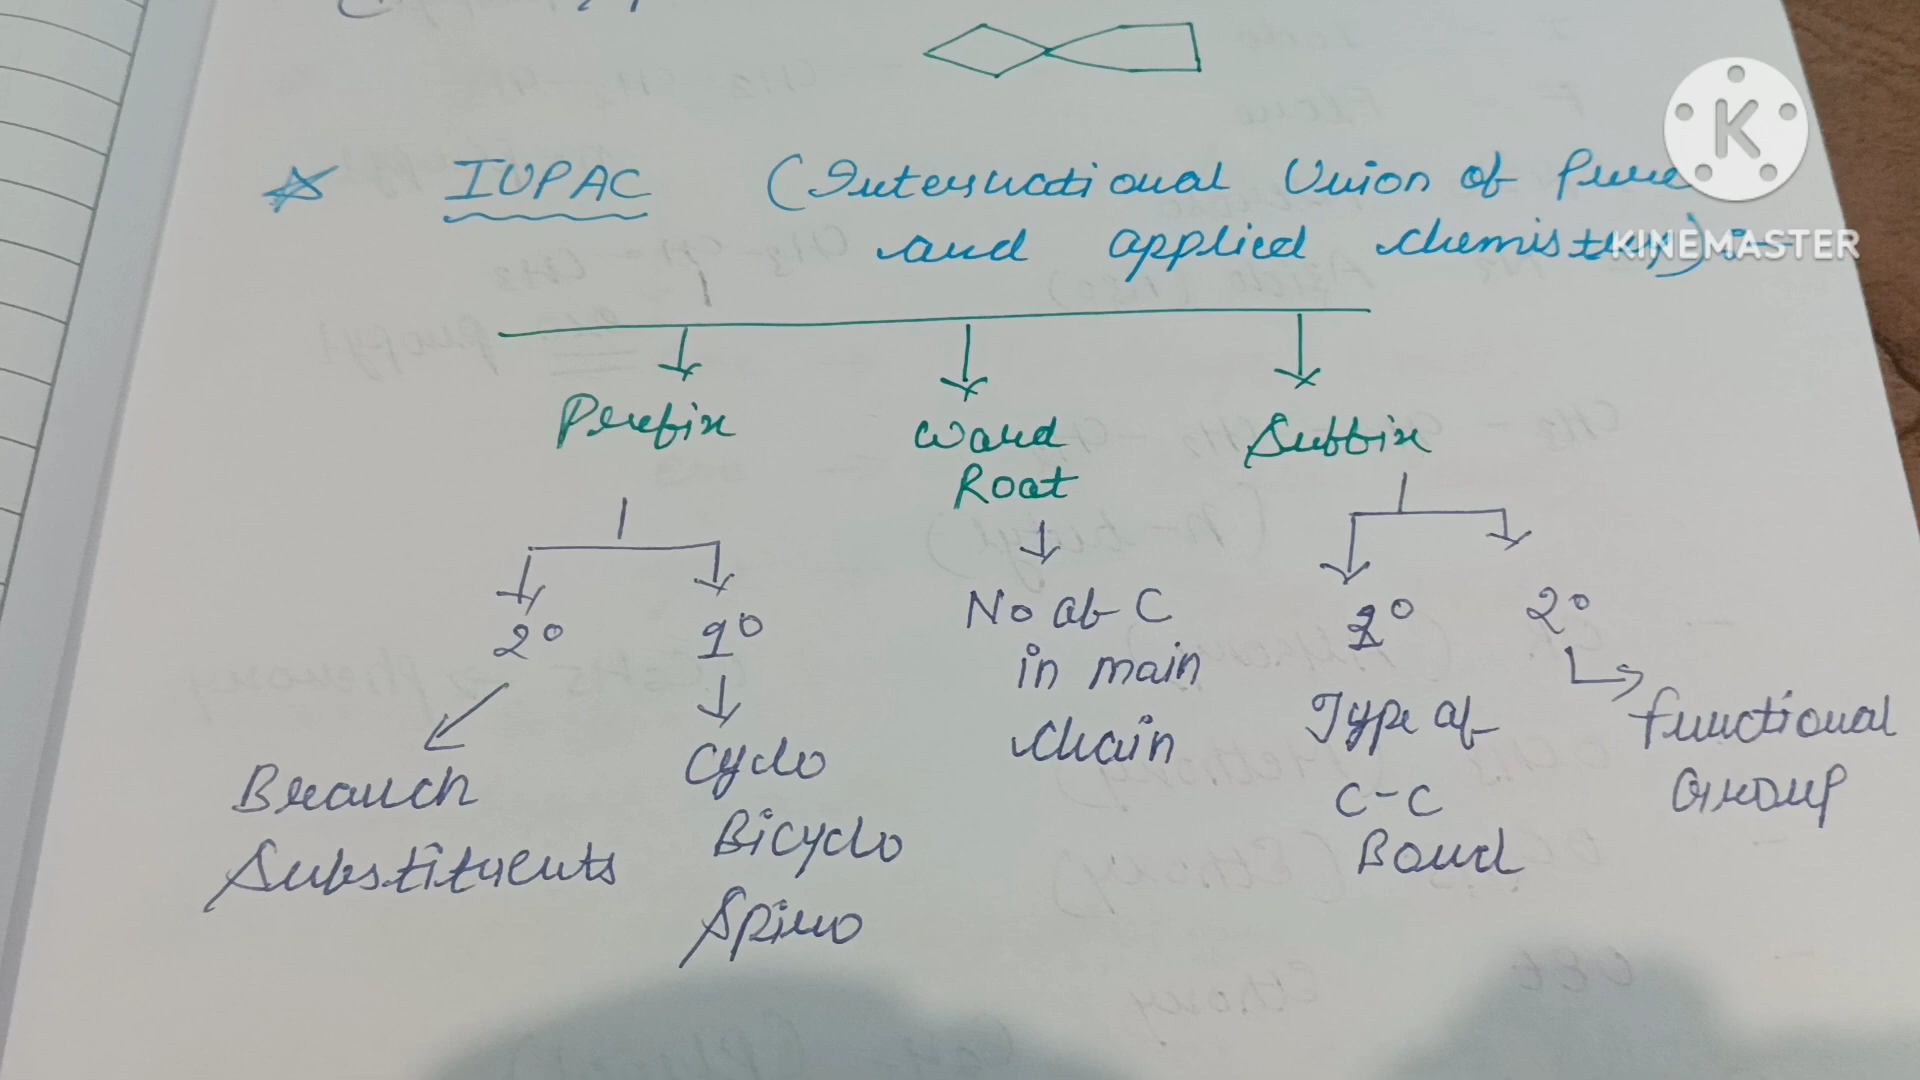 IUPAC (International Union of Pure
and applied chemistry):-
Prefix
word
Root
Suffix
2° 1°
No of C
in main
chain
1° 2°
Branch
Substituents
Cyclo
Bicyclo
Spiro
Type of
C-C
Bond
functional
Group
K
KINEMASTER